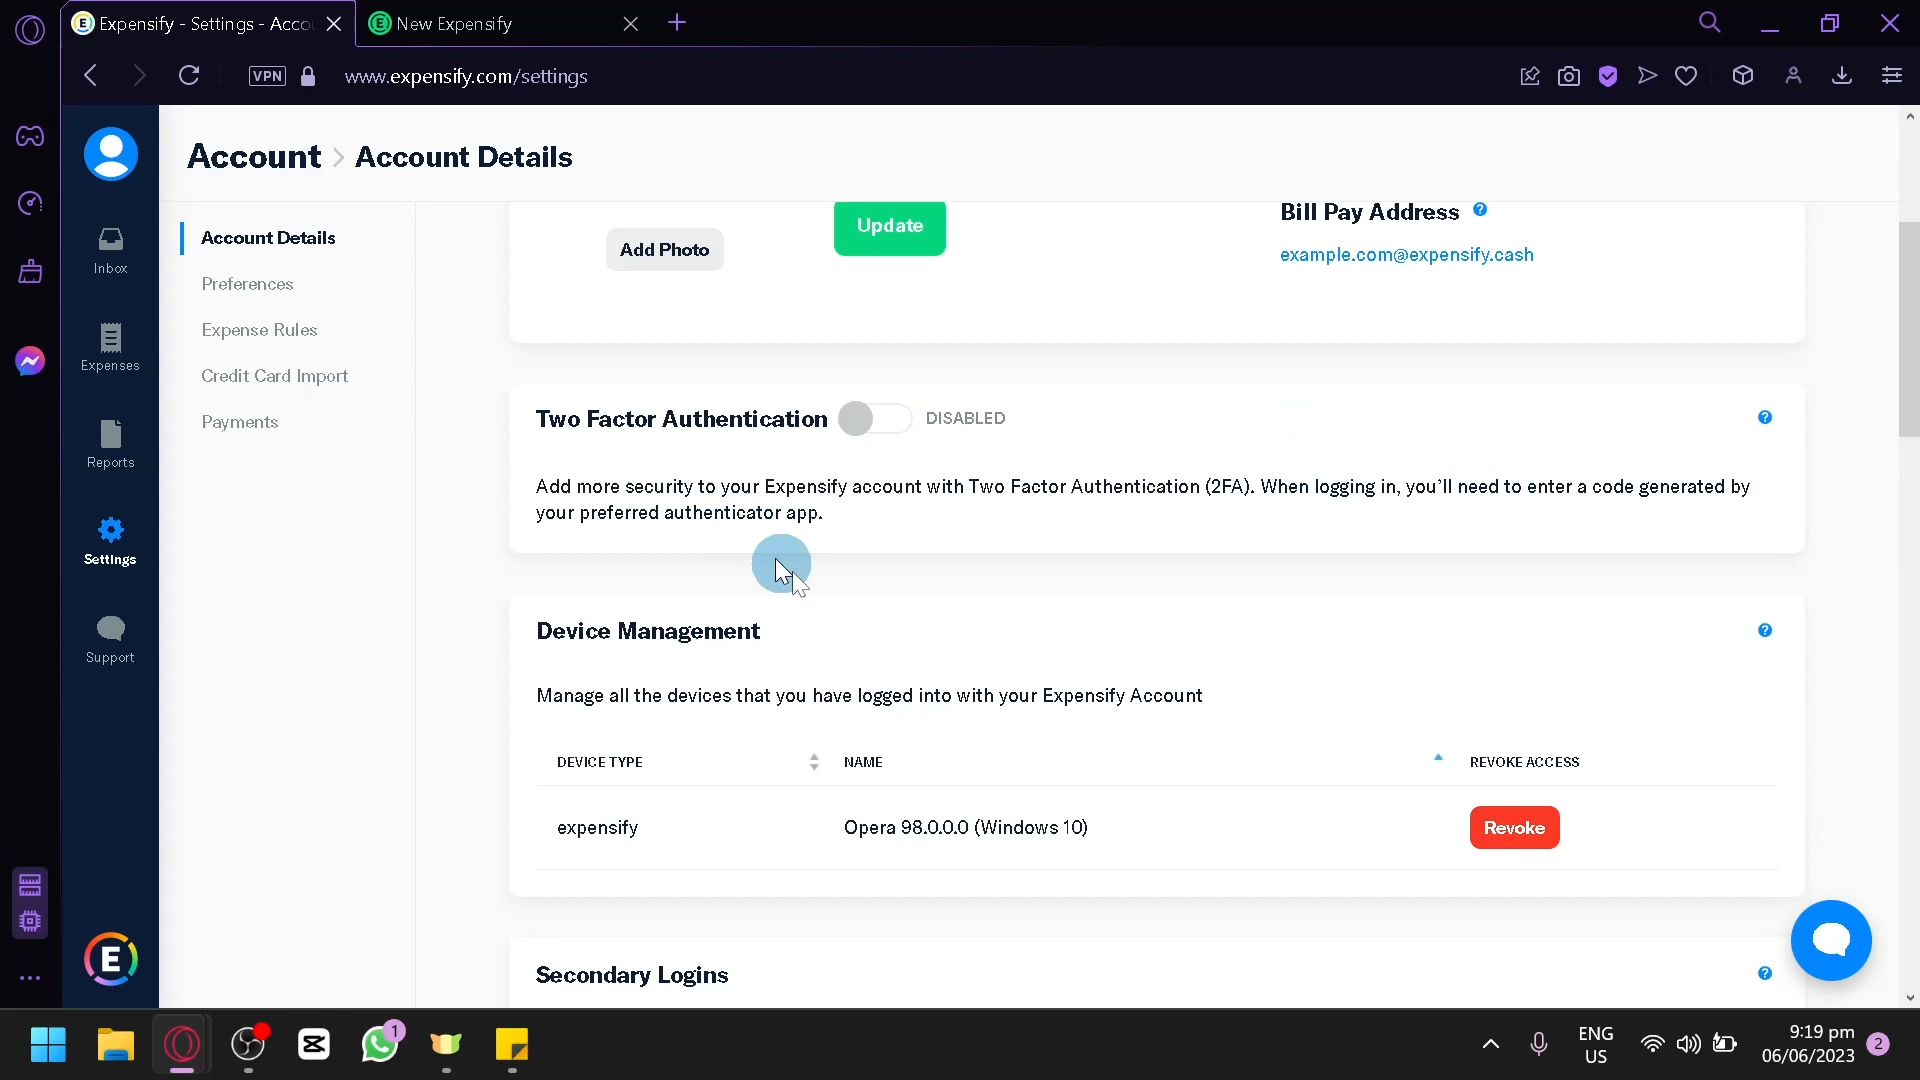 Expensify - Settings - Acco
New Expensify
VPN
www.expensify.com/settings
Account > Account Details
Inbox
Expenses
Reports
Settings
Support
Account Details
Preferences
Expense Rules
Credit Card Import
Payments
Add Photo
Update
Bill Pay Address
example.com@expensify.cash
Two Factor Authentication
DISABLED
Add more security to your Expensify account with Two Factor Authentication (2FA). When logging in, you'll need to enter a code generated by
your preferred authenticator app.
Device Management
Manage all the devices that you have logged into with your Expensify Account
DEVICE TYPE
NAME
REVOKE ACCESS
expensify
Opera 98.0.0.0 (Windows 10)
Revoke
Secondary Logins
E
1
ENG
US
9:19 pm
06/06/2023
2